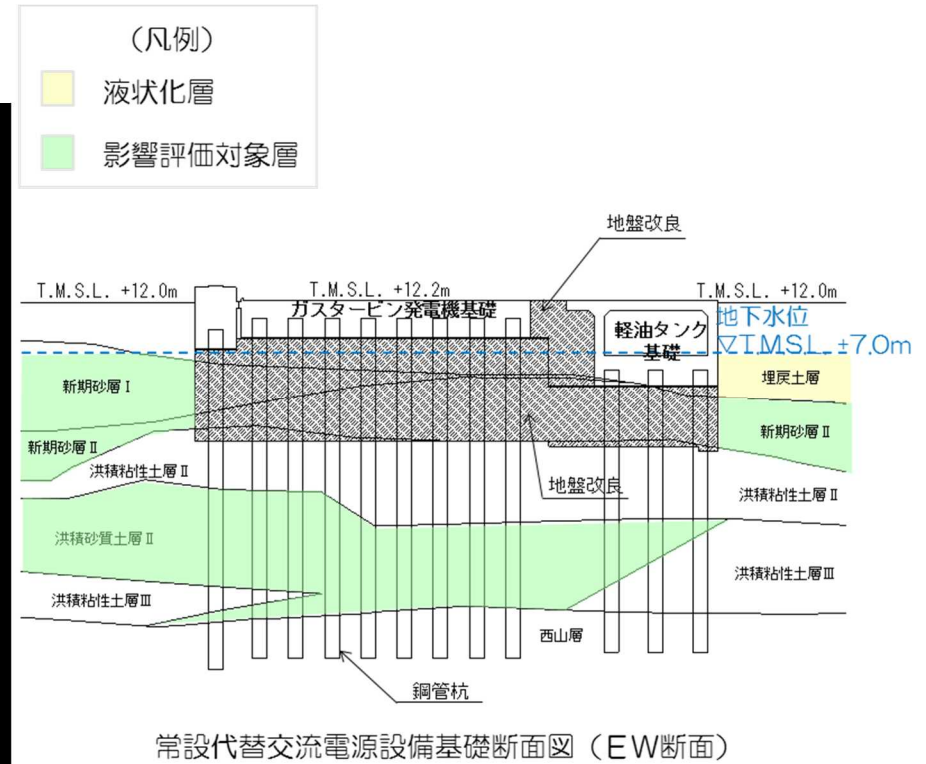 （凡例）
液状化層
影響評価対象層
地盤改良
T.M.S.L. +12.0m
T.M.S.L. +12.2m
T.M.S.L. +12.0m
ガスタービン発電機基礎
軽油タンク
基礎
地下水位
▽T.M.S.L. +7.0m
新期砂層Ⅰ
埋戻土層
新期砂層Ⅱ
新期砂層Ⅱ
洪積粘性土層Ⅱ
地盤改良
洪積粘性土層Ⅱ
洪積砂質土層Ⅱ
洪積粘性土層Ⅲ
洪積粘性土層Ⅲ
西山層
鋼管杭
常設代替交流電源設備基礎断面図（ＥＷ断面）